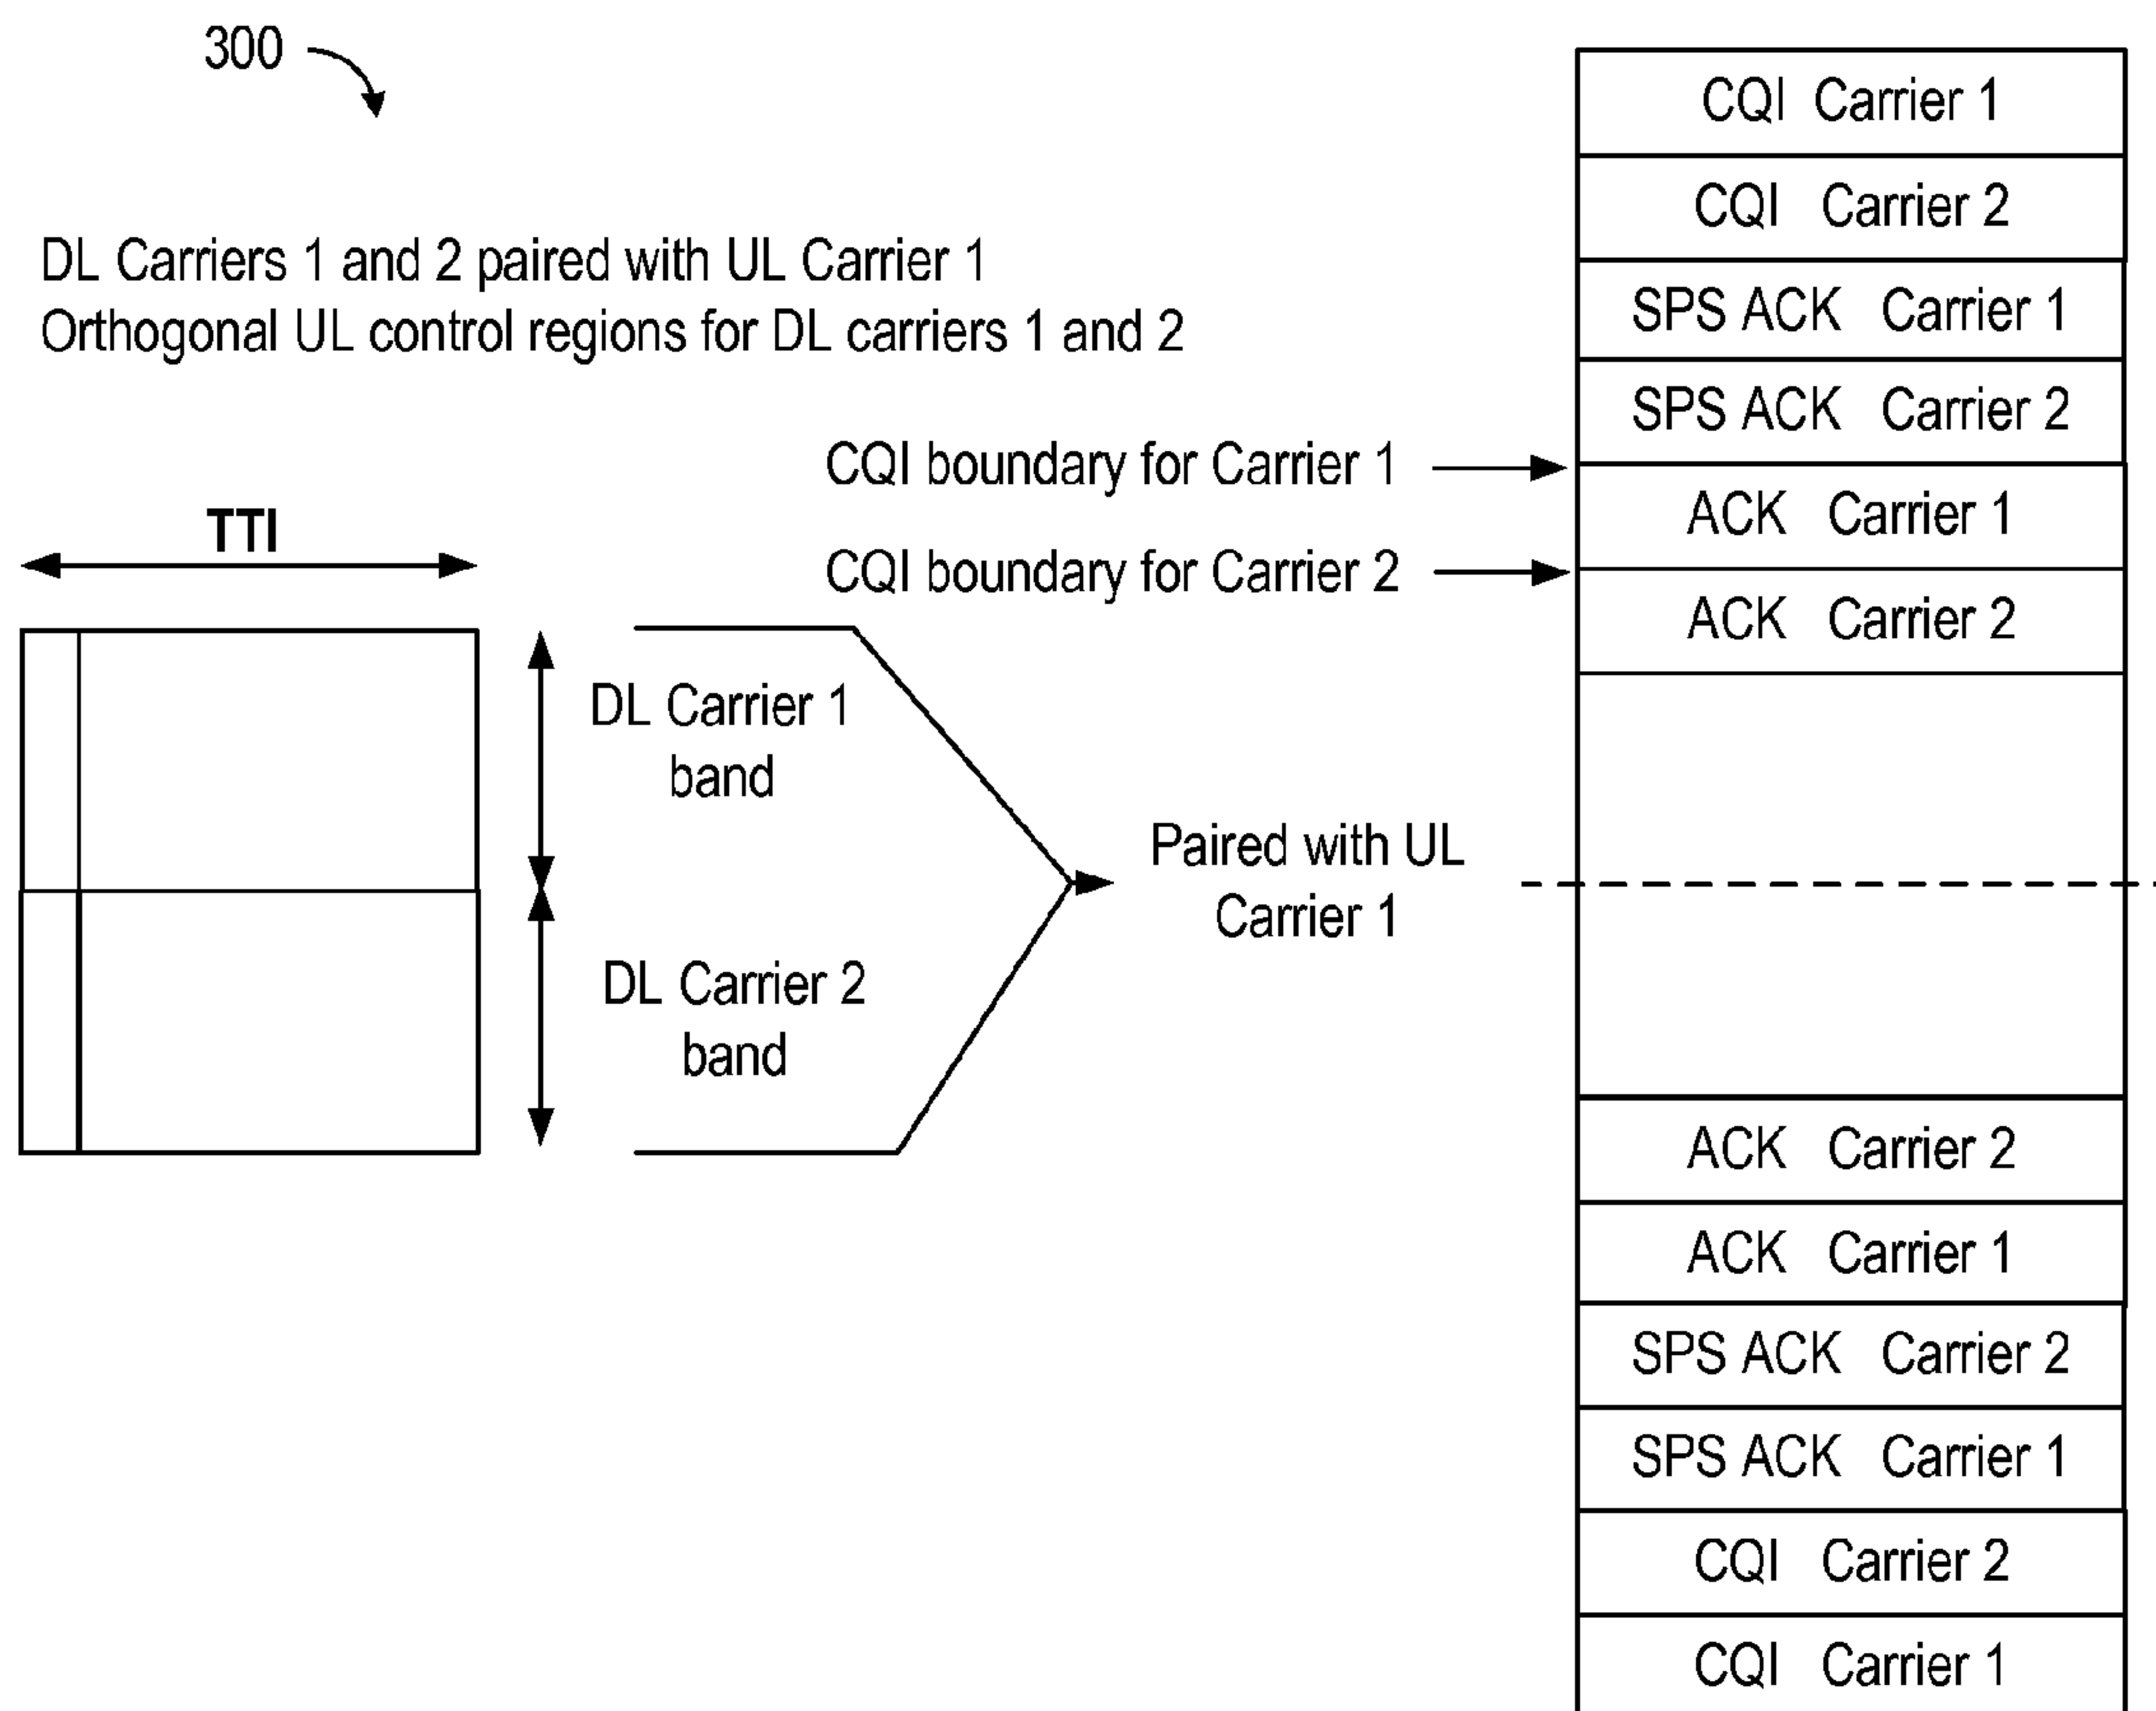 300
DL Carriers 1 and 2 paired with UL Carrier 1
Orthogonal UL control regions for DL carriers 1 and 2
TTI
DL Carrier 1
band
DL Carrier 2
band
CQI boundary for Carrier 1
CQI boundary for Carrier 2
Paired with UL
Carrier 1
CQI Carrier 1
CQI Carrier 2
SPS ACK Carrier 1
SPS ACK Carrier 2
ACK Carrier 1
ACK Carrier 2
ACK Carrier 2
ACK Carrier 1
SPS ACK Carrier 2
SPS ACK Carrier 1
CQI Carrier 2
CQI Carrier 1